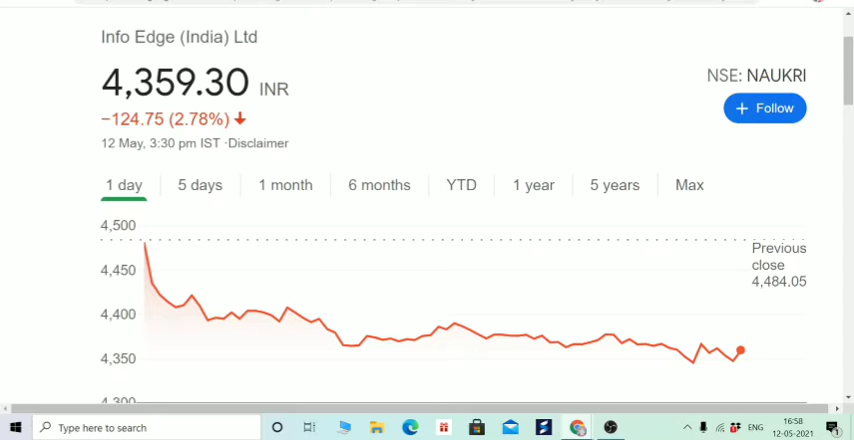 Info Edge (India) Ltd
4,359.30 INR
NSE: NAUKRI
−124.75 (2.78%)
+ Follow
12 May, 3:30 pm IST ·Disclaimer
1 day 5 days 1 month 6 months YTD 1 year 5 years Max
4,500
Previous
close
4,484.05
4,450
4,400
4,350
4,300
Type here to search
ENG
16:58
12-05-2021
1